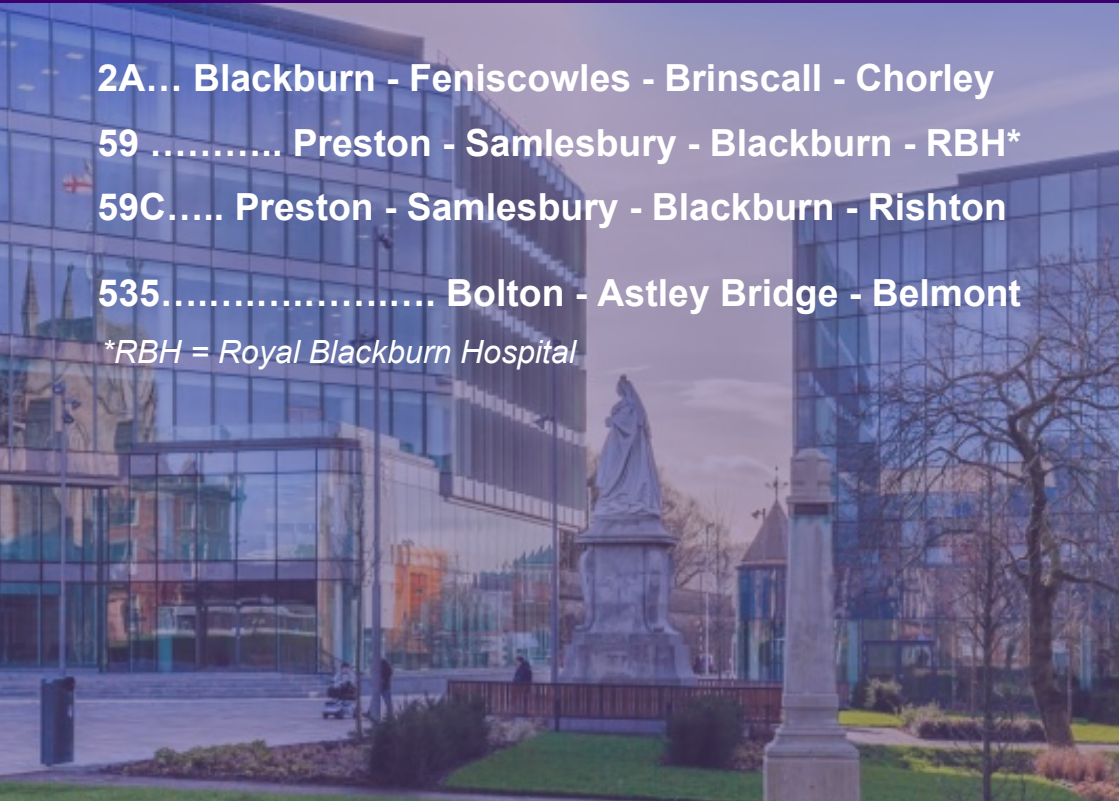 2A… Blackburn - Feniscowles - Brinscall - Chorley
59 ……….. Preston - Samlesbury - Blackburn - RBH*
59C….. Preston - Samlesbury - Blackburn - Rishton
535.………………….… Bolton - Astley Bridge - Belmont
*RBH = Royal Blackburn Hospital